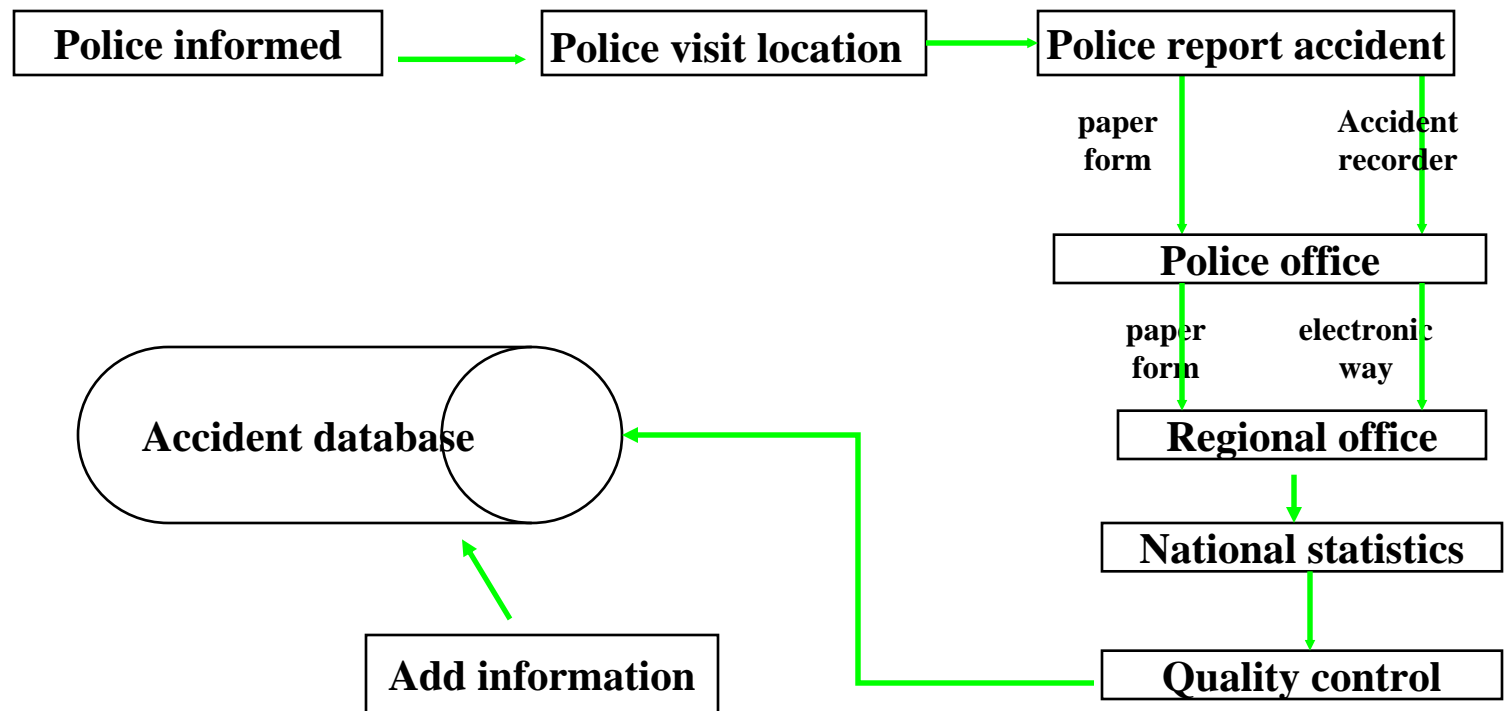 Police informed
Police visit location
Police report accident
paper
form
Accident
recorder
Police office
paper
form
electronic
way
Regional office
Accident database
National statistics
Add information
Quality control